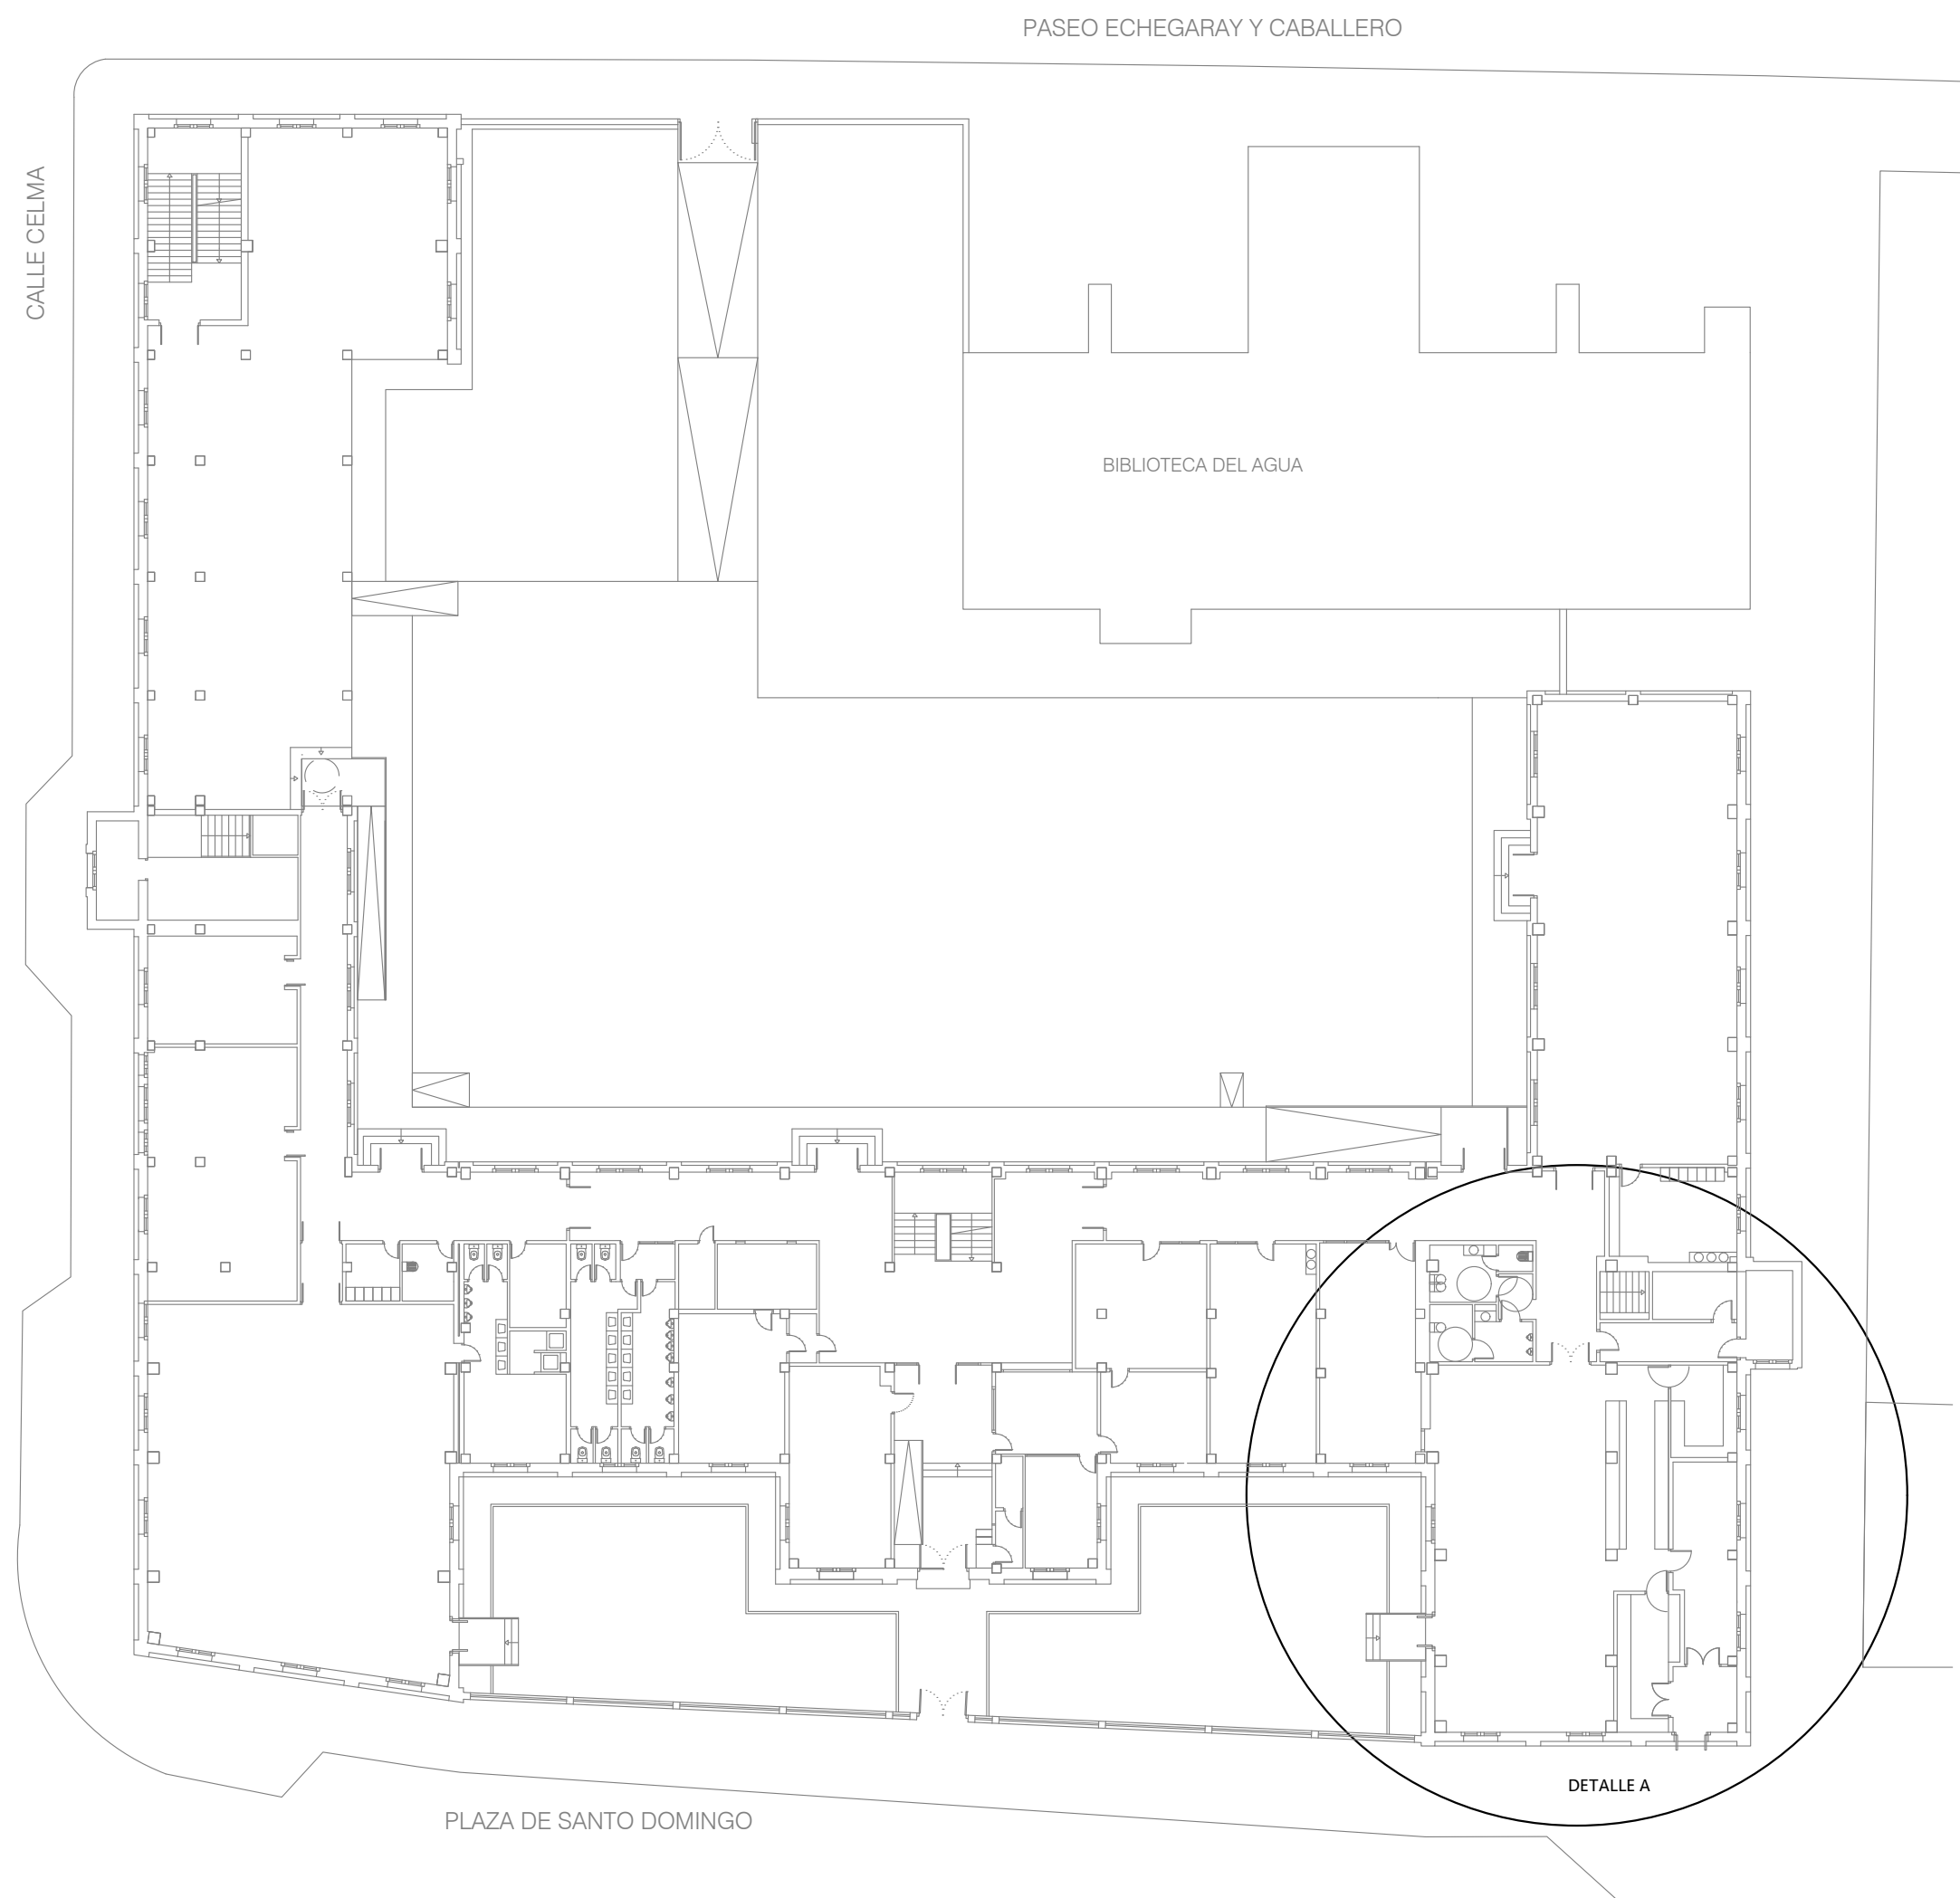 PASEO ECHEGARAY Y CABALLERO
CALLE CELMA
BIBLIOTECA DEL AGUA
DETALLE A
PLAZA DE SANTO DOMINGO